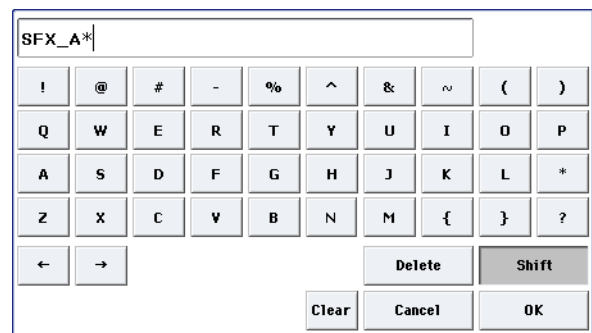 SFX_A*
! @ # - % ^ & ~ ( )
Q W E R T Y U I O P
A S D F G H J K L *
Z X C V B N M { } ?
← → Delete Shift
Clear Cancel OK